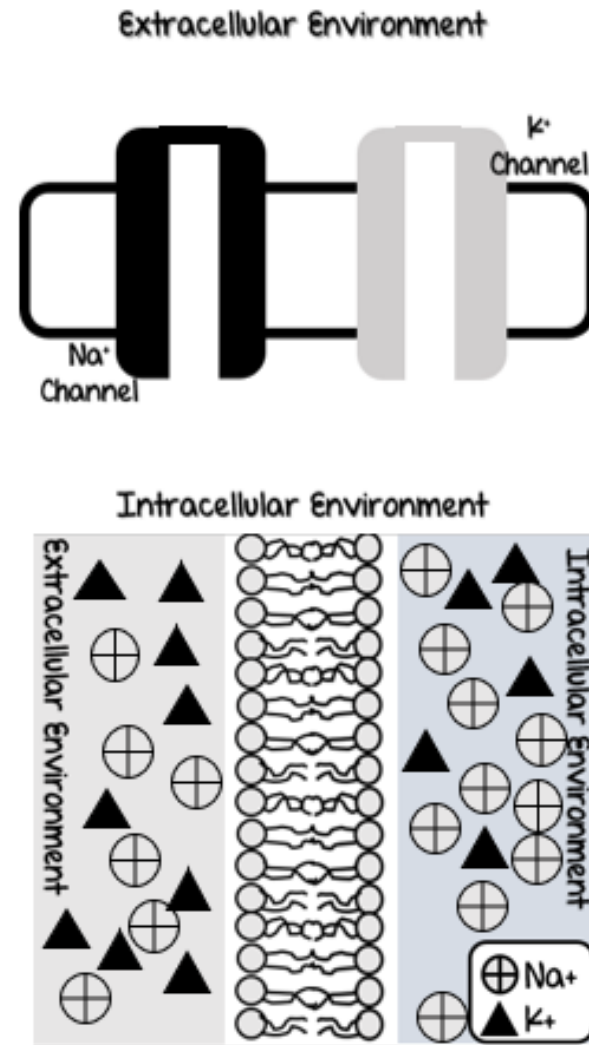 Extracellular Environment
K+
Channel
Na+
Channel
Intracellular Environment
Extracellular Environment
Intracellular Environment
Na+
K+